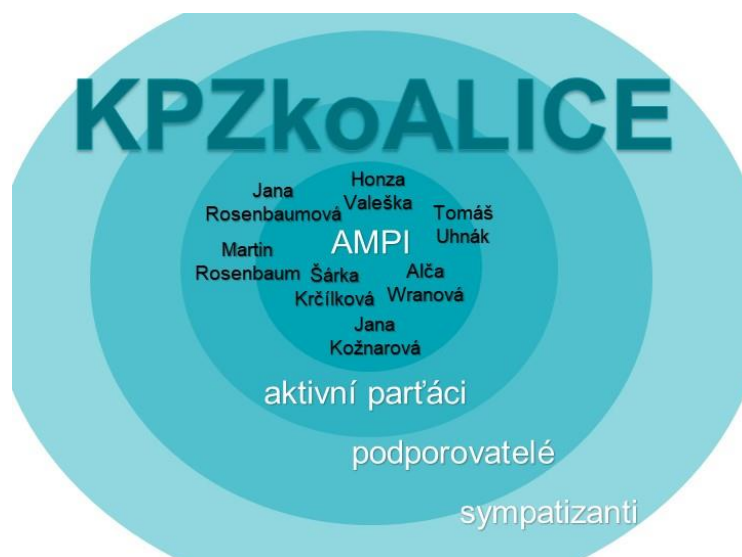 KPZkoALICE
Jana
Rosenbaumová
Honza
Valeška
Tomáš
Uhnák
AMPI
Martin
Rosenbaum
Šárka
Krčílková
Alča
Wranová
Jana
Kožnarová
aktivní parťáci
podporovatelé
sympatizanti